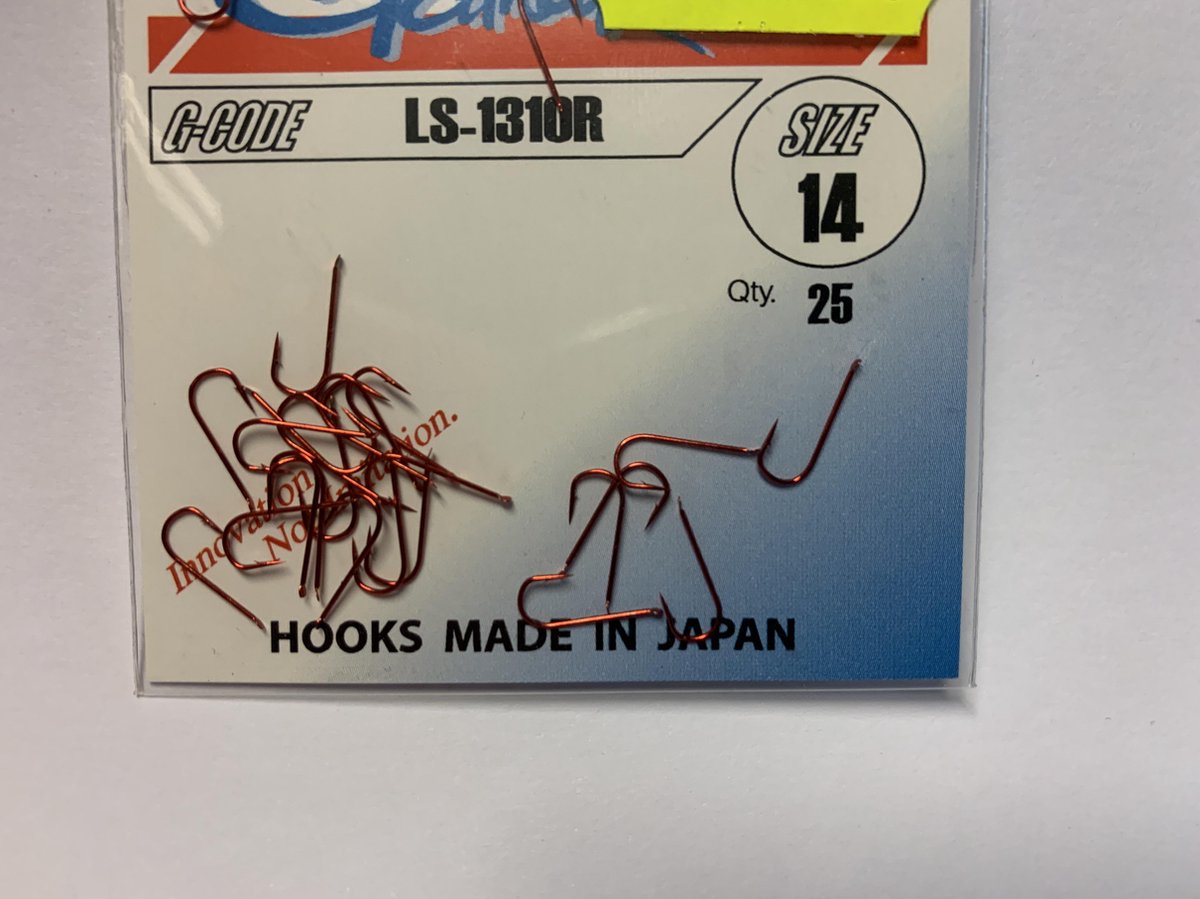 G-CODE LS-1310R
SIZE
14
Qty. 25
Innovation
Not Imitation.
HOOKS MADE IN JAPAN